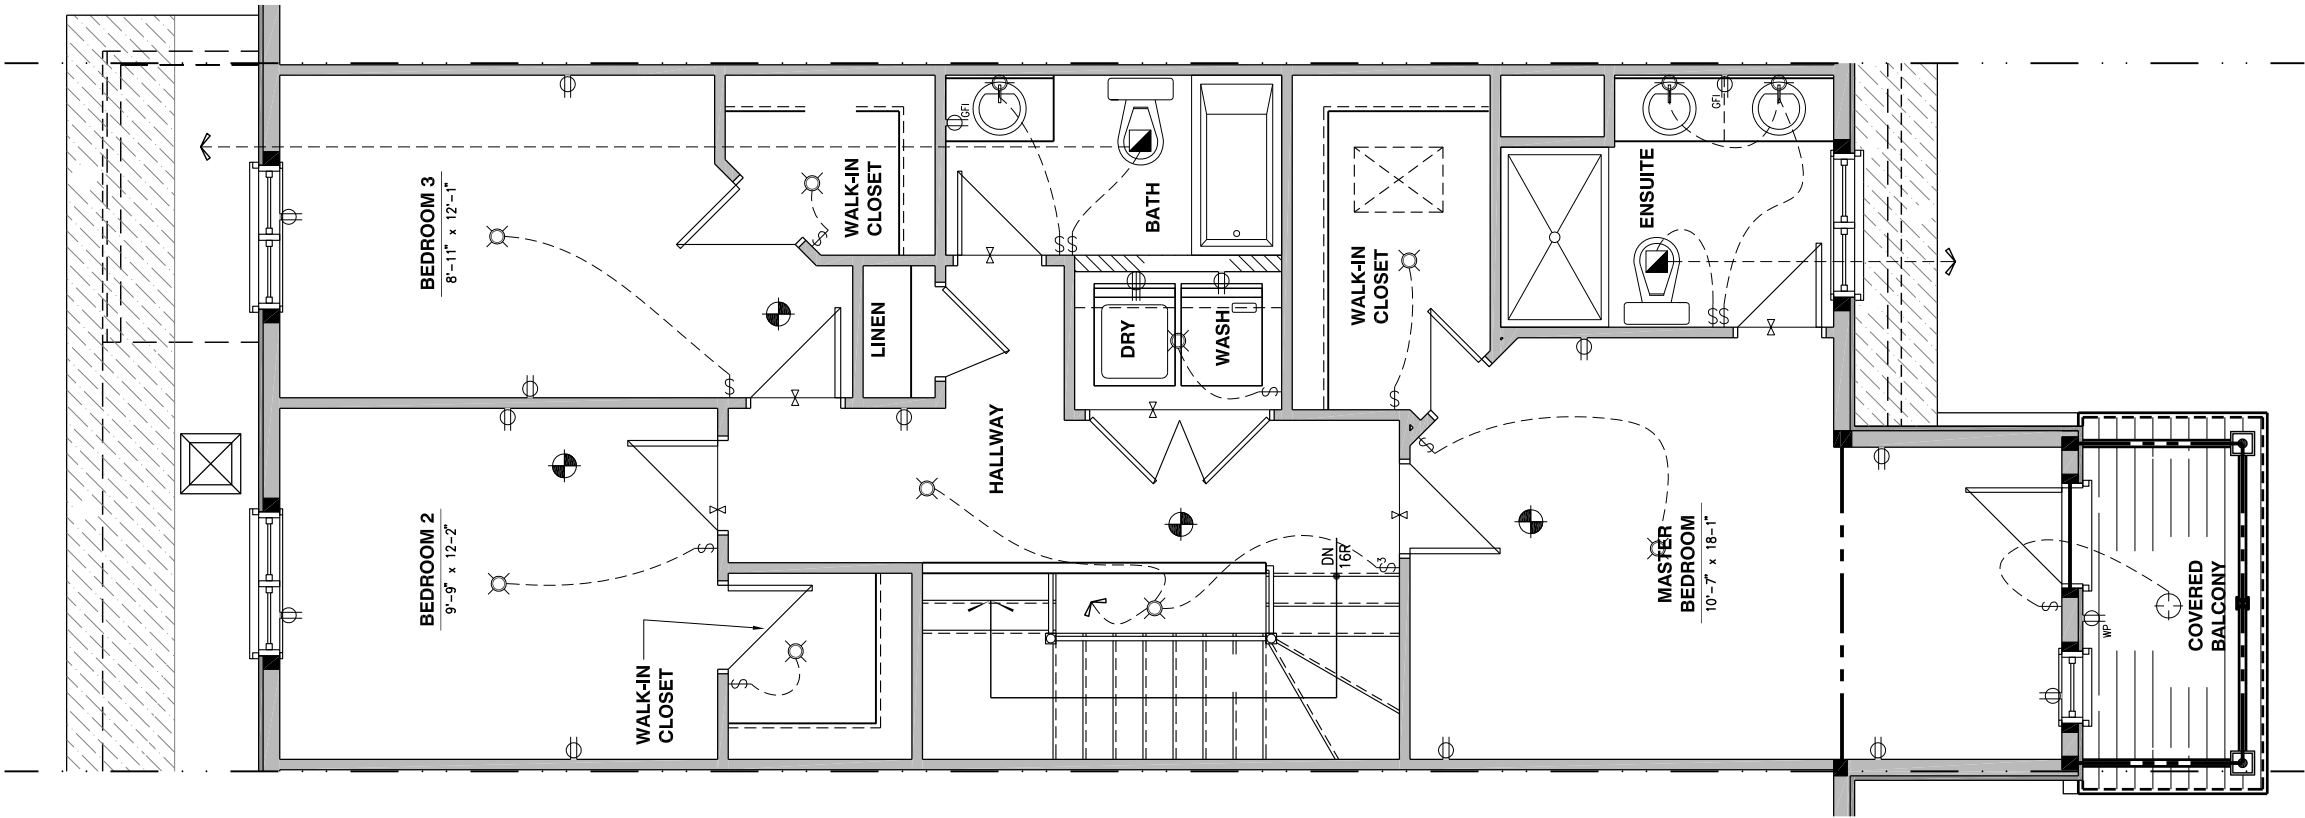 BEDROOM 3
8'-11" x 12'-1"
WALK-IN
CLOSET
GFI
BATH
WALK-IN
CLOSET
GFI
ENSUITE
LINEN
DRY
WASH
HALLWAY
BEDROOM 2
9'-9" x 12-2"
WALK-IN
CLOSET
DN
16R
MASTER
BEDROOM
10'-7" x 18-1"
WP
COVERED
BALCONY
S
S
S
S
S
S
S
S
S
S
S
S3
S
S